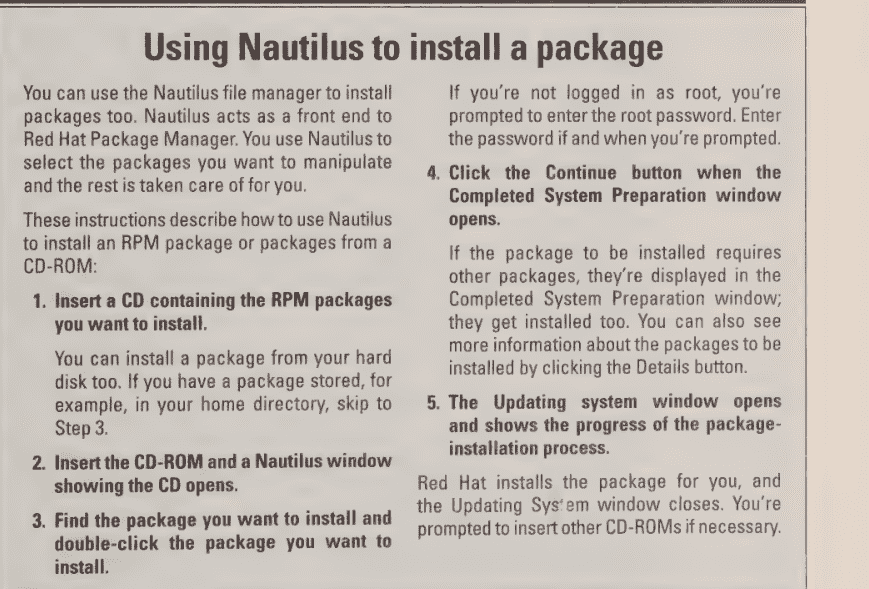 Using Nautilus to install a package
You can use the Nautilus file manager to install
packages too. Nautilus acts as a front end to
Red Hat Package Manager. You use Nautilus to
select the packages you want to manipulate
and the rest is taken care of for you.
These instructions describe how to use Nautilus
to install an RPM package or packages from a
CD-ROM:
1. Insert a CD containing the RPM packages
you want to install.
You can install a package from your hard
disk too. If you have a package stored, for
example, in your home directory, skip to
Step 3.
2. Insert the CD-ROM and a Nautilus window
showing the CD opens.
3. Find the package you want to install and
double-click the package you want to
install.
If you're not logged in as root, you're
prompted to enter the root password. Enter
the password if and when you're prompted.
4. Click the Continue button when the
Completed System Preparation window
opens.
If the package to be installed requires
other packages, they're displayed in the
Completed System Preparation window;
they get installed too. You can also see
more information about the packages to be
installed by clicking the Details button.
5. The Updating system window opens
and shows the progress of the package-
installation process.
Red Hat installs the package for you, and
the Updating System window closes. You're
prompted to insert other CD-ROMs if necessary.